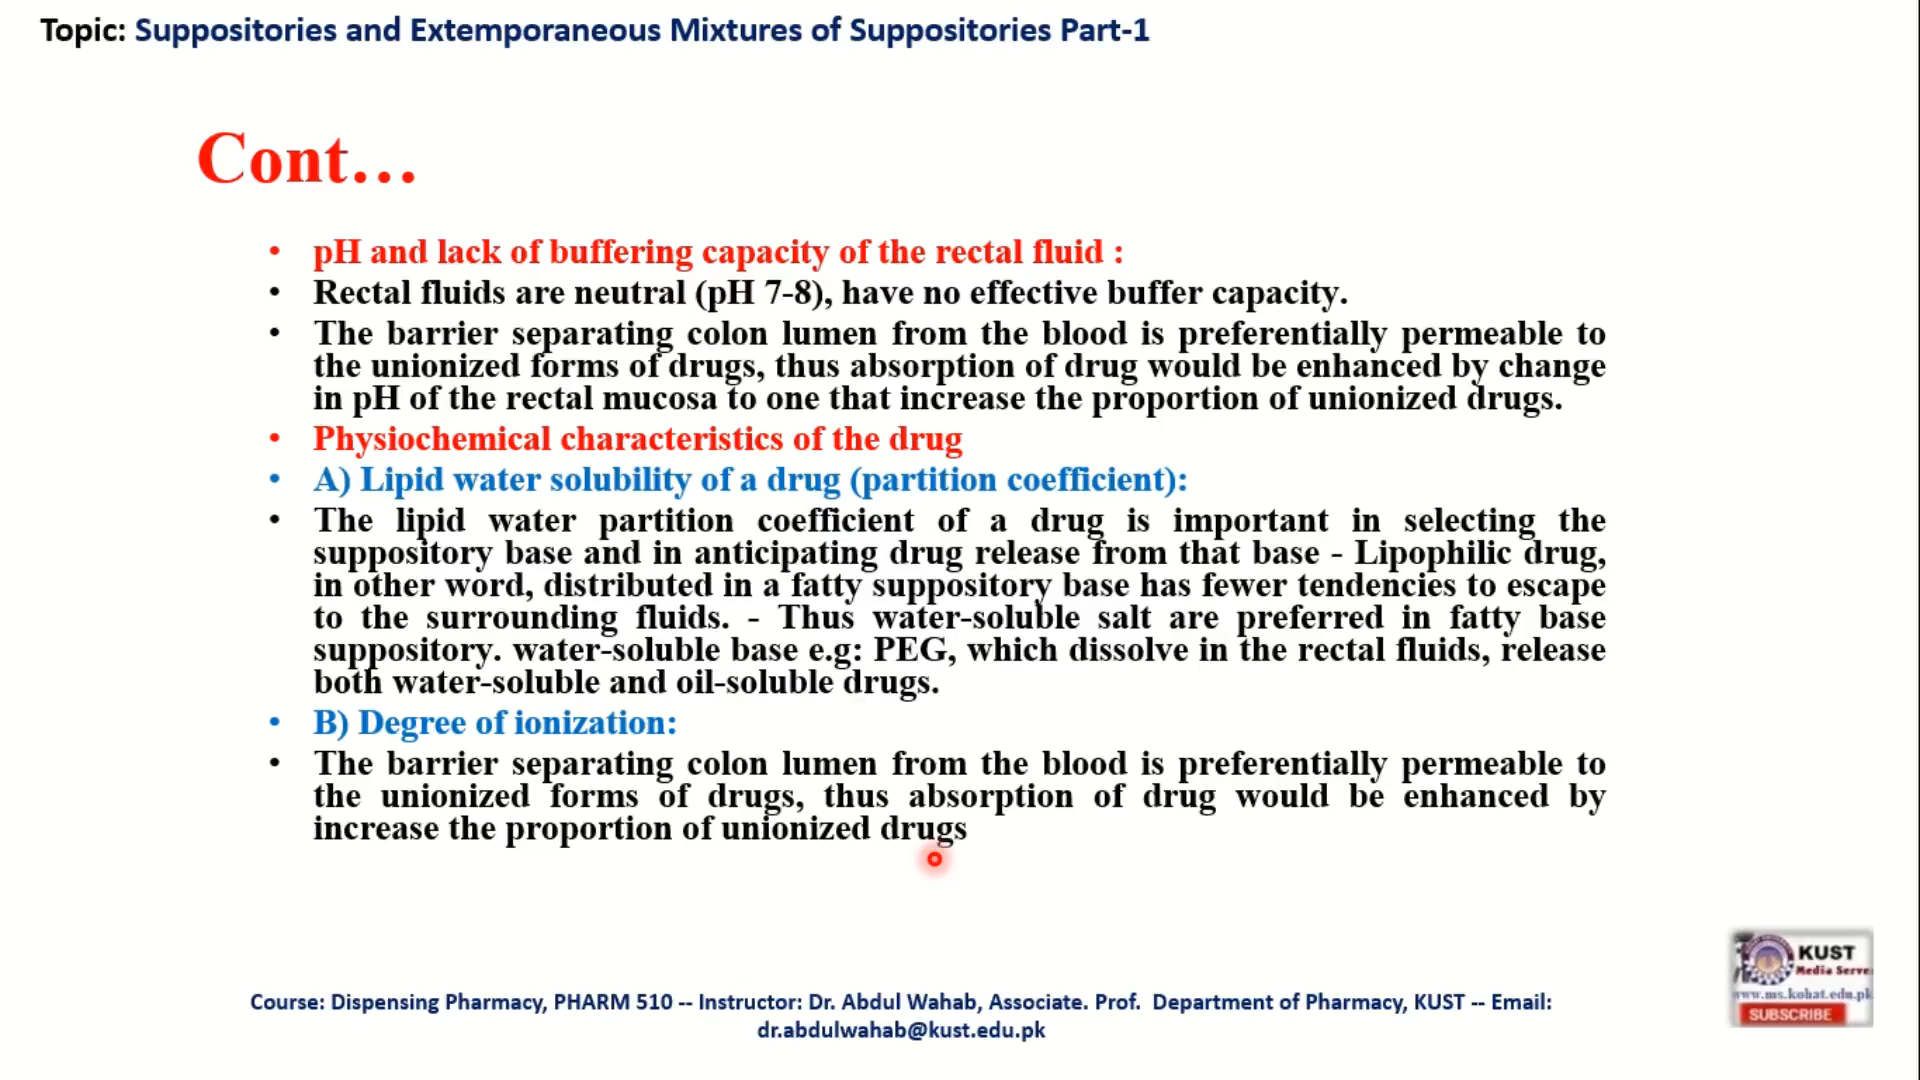 Topic: Suppositories and Extemporaneous Mixtures of Suppositories Part-1
Cont...
• pH and lack of buffering capacity of the rectal fluid :
• Rectal fluids are neutral (pH 7-8), have no effective buffer capacity.
• The barrier separating colon lumen from the blood is preferentially permeable to
the unionized forms of drugs, thus absorption of drug would be enhanced by change
in pH of the rectal mucosa to one that increase the proportion of unionized drugs.
• Physiochemical characteristics of the drug
• A) Lipid water solubility of a drug (partition coefficient):
• The lipid water partition coefficient of a drug is important in selecting the
suppository base and in anticipating drug release from that base - Lipophilic drug,
in other word, distributed in a fatty suppository base has fewer tendencies to escape
to the surrounding fluids. - Thus water-soluble salt are preferred in fatty base
suppository. water-soluble base e.g: PEG, which dissolve in the rectal fluids, release
both water-soluble and oil-soluble drugs.
• B) Degree of ionization:
• The barrier separating colon lumen from the blood is preferentially permeable to
the unionized forms of drugs, thus absorption of drug would be enhanced by
increase the proportion of unionized drugs
KUST
Media Serve
www.ms.kohat.edu.pk
SUBSCRIBE
Course: Dispensing Pharmacy, PHARM 510 -- Instructor: Dr. Abdul Wahab, Associate. Prof. Department of Pharmacy, KUST -- Email:
dr.abdulwahab@kust.edu.pk